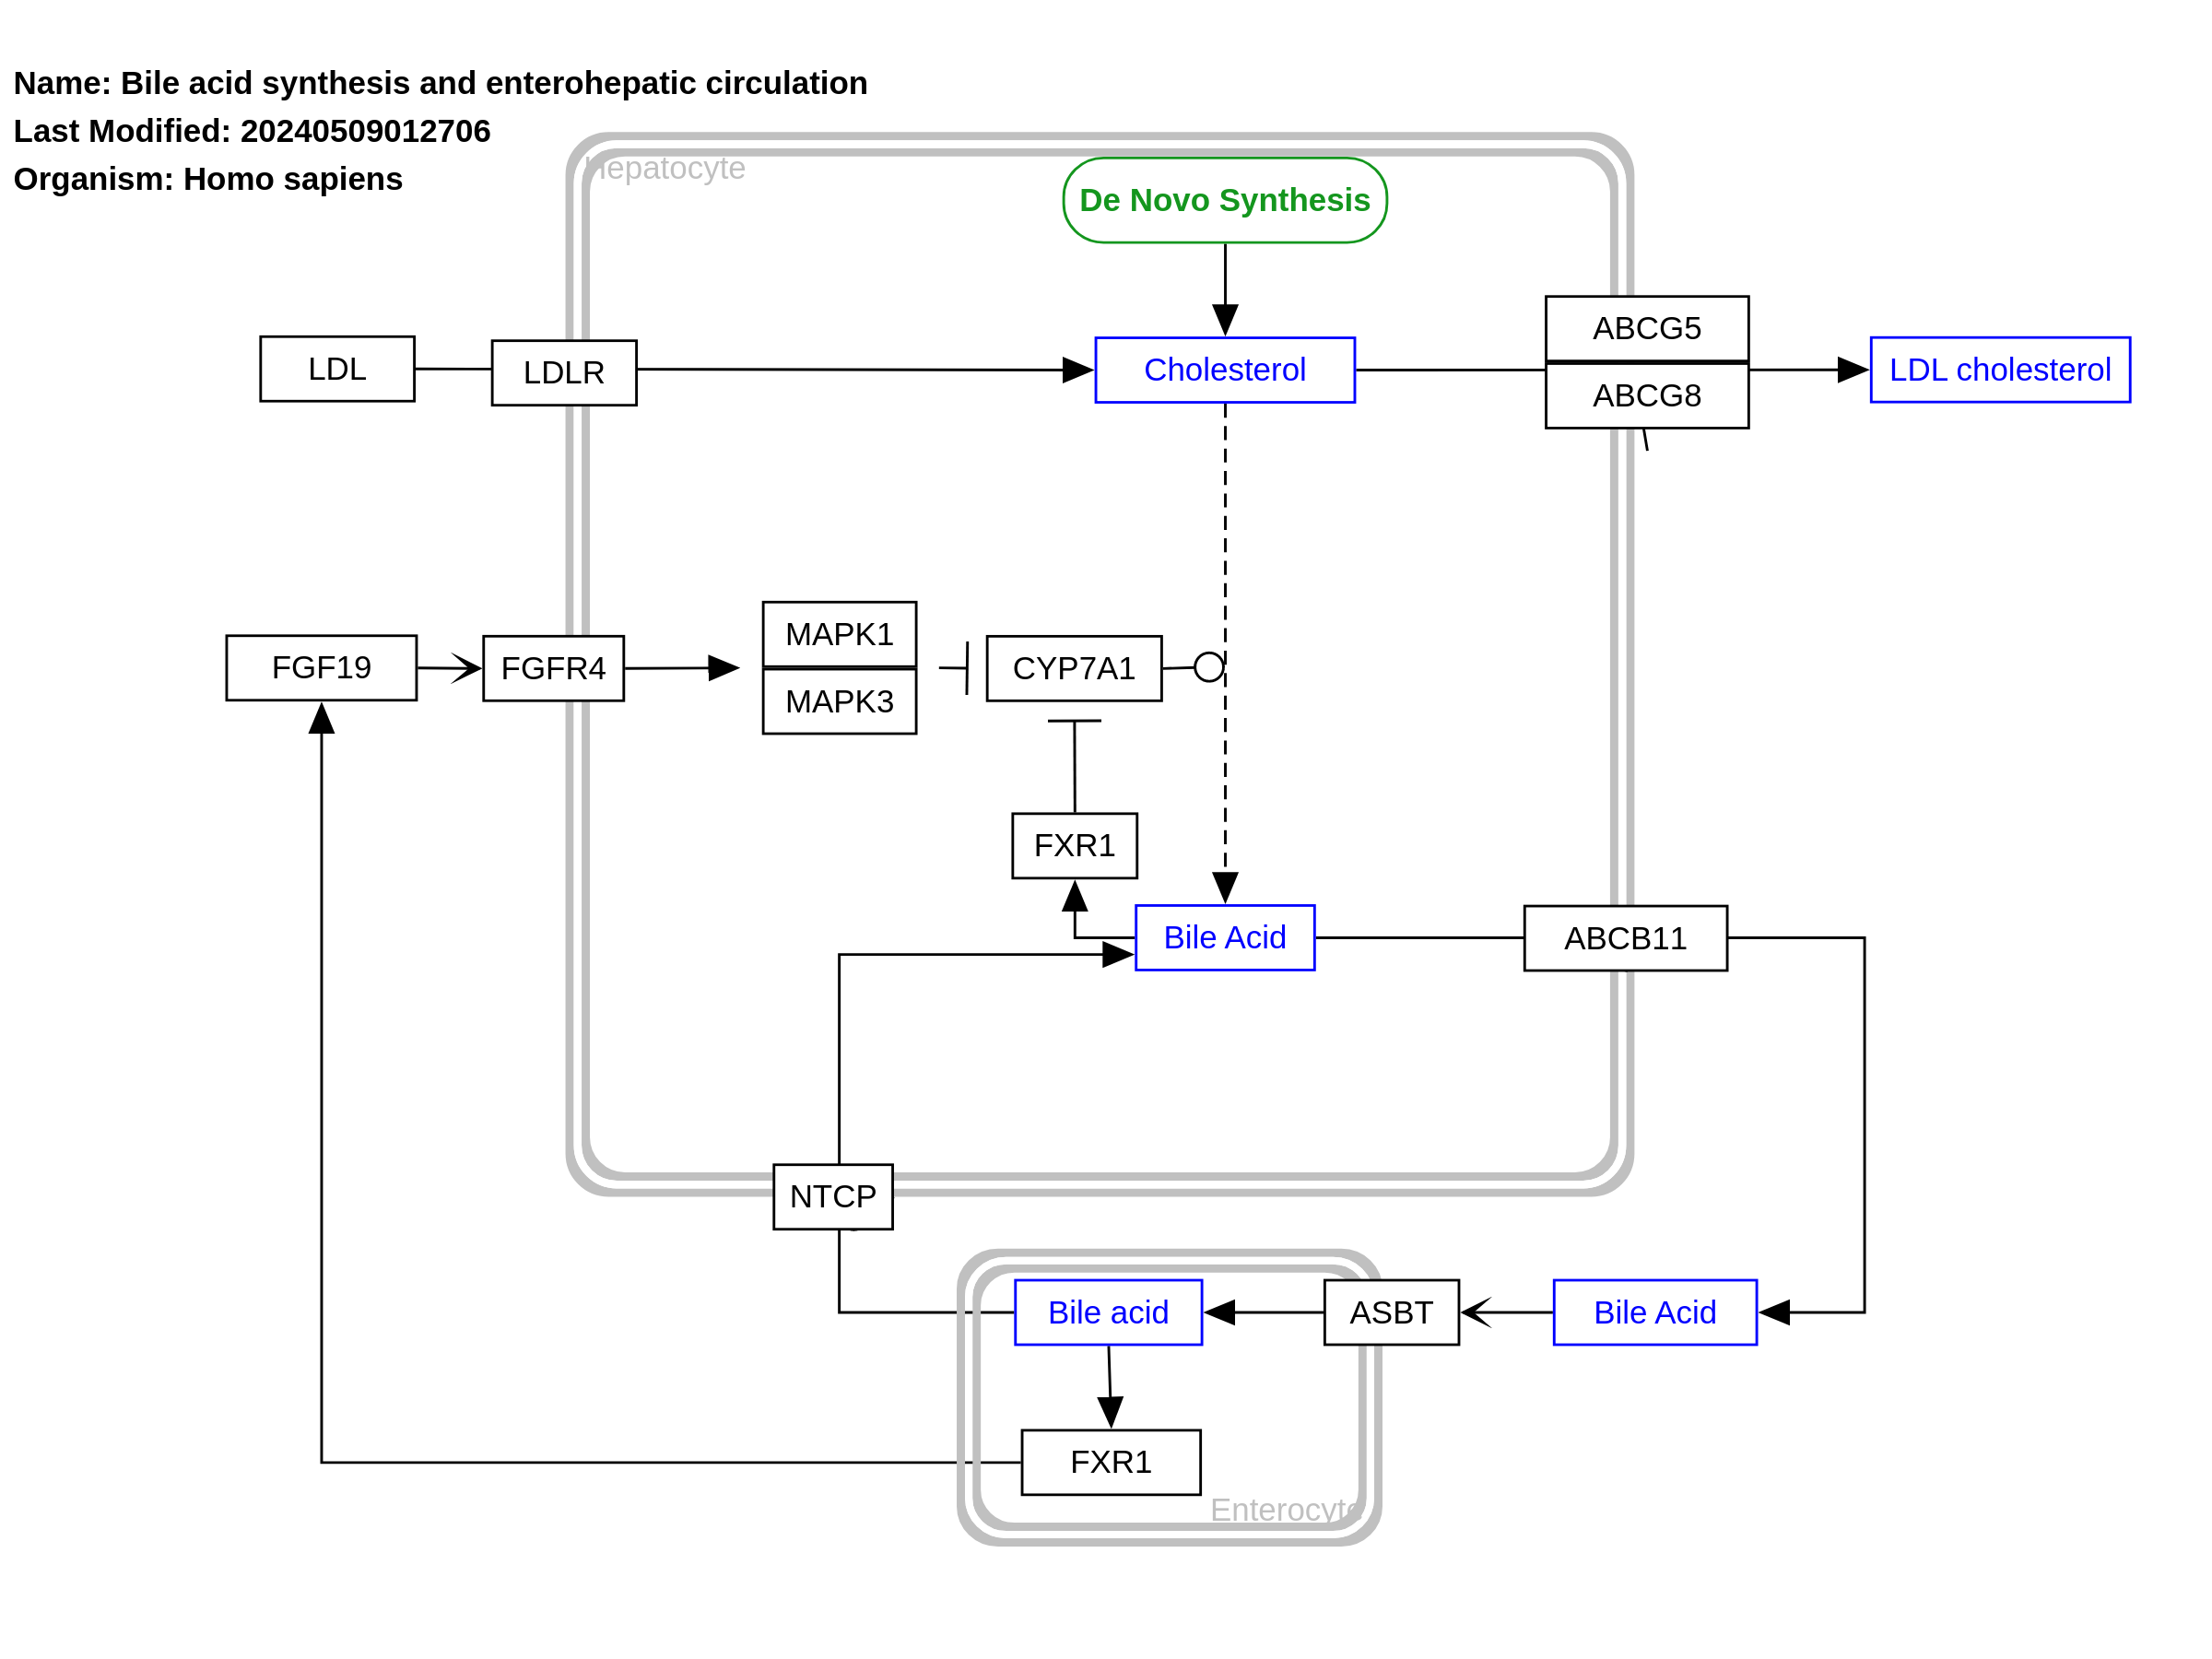 Name: Bile acid synthesis and enterohepatic circulation
Last Modified: 20240509012706
Organism: Homo sapiens
Hepatocyte
De Novo Synthesis
LDL
LDLR
Cholesterol
ABCG5
ABCG8
LDL cholesterol
FGF19
FGFR4
MAPK1
MAPK3
CYP7A1
FXR1
Bile Acid
ABCB11
NTCP
Bile acid
ASBT
Bile Acid
FXR1
Enterocyte